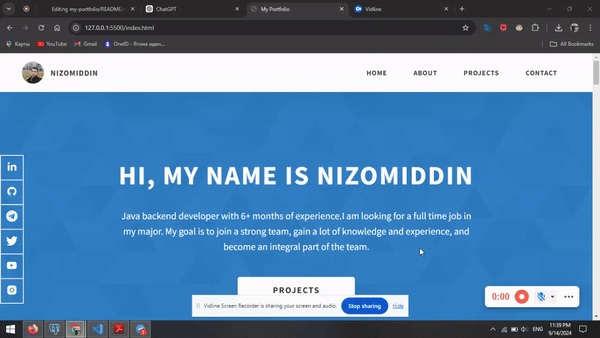 Editing my-portfolio/README.
ChatGPT
My Portfolio
Vidline
127.0.0.1:5500/index.html
Карты
YouTube
Gmail
OneID - Ягона иден...
All Bookmarks
NIZOMIDDIN
HOME
ABOUT
PROJECTS
CONTACT
HI, MY NAME IS NIZOMIDDIN
Java backend developer with 6+ months of experience.I am looking for a full time job in
my major. My goal is to join a strong team, gain a lot of knowledge and experience, and
become an integral part of the team.
PROJECTS
0:00
Vidline Screen Recorder is sharing your screen and audio.
Stop sharing
Hide
ENG
11:39 PM
9/14/2024